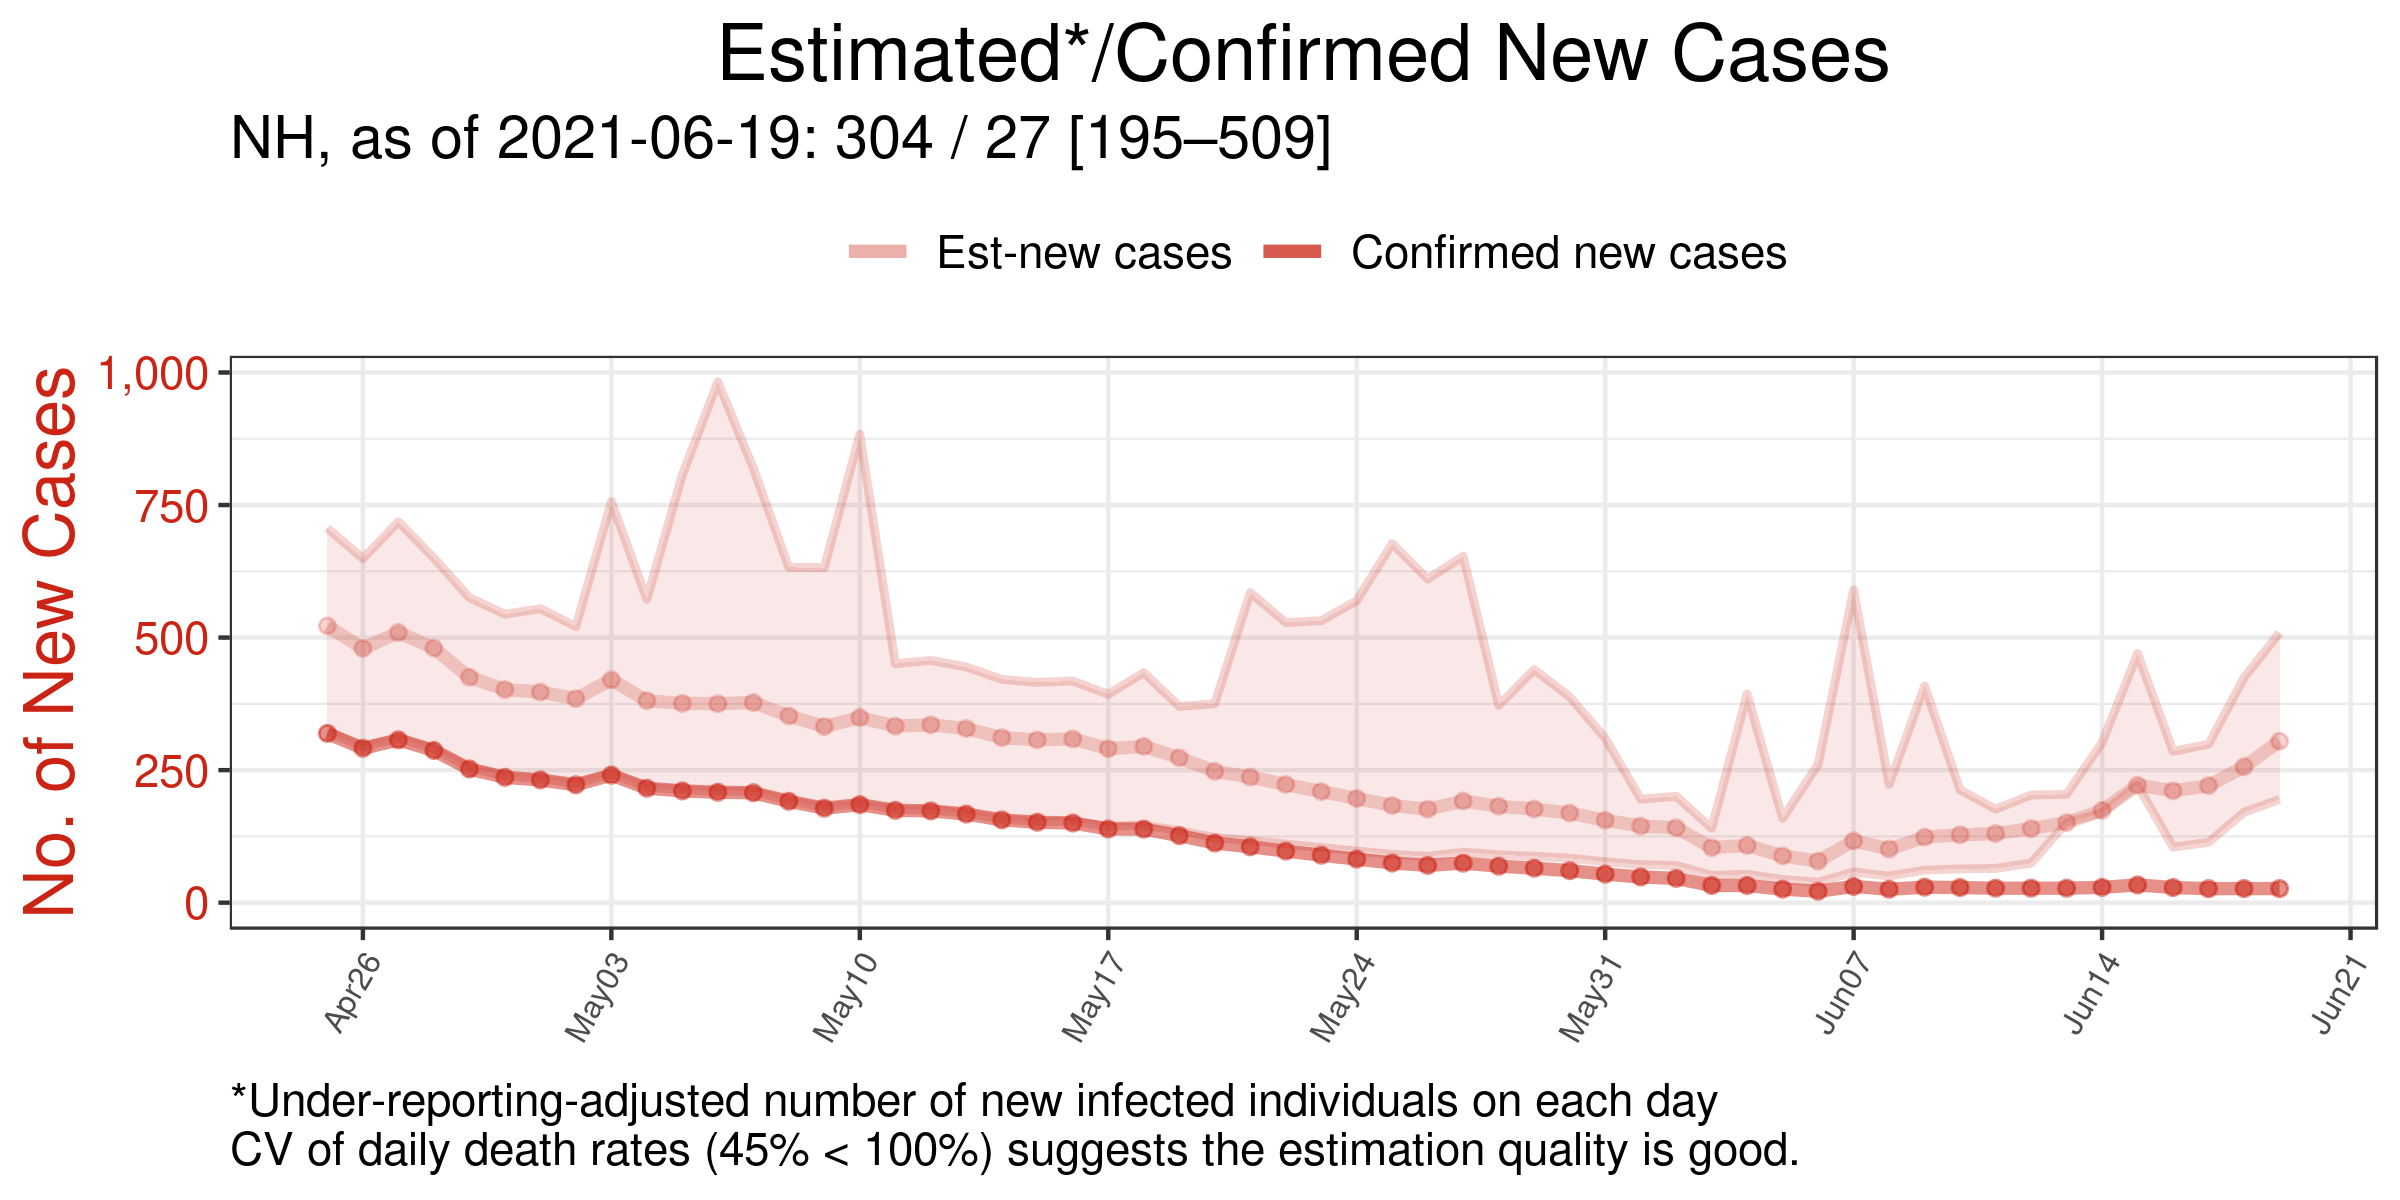 Estimated*/Confirmed New Cases
NH, as of 2021-06-19: 304 / 27 [195–509]
Est-new cases
Confirmed new cases
No. of New Cases
1,000
750
500
250
0
Apr26
May03
May10
May17
May24
May31
Jun07
Jun14
Jun21
*Under-reporting-adjusted number of new infected individuals on each day
CV of daily death rates (45% < 100%) suggests the estimation quality is good.